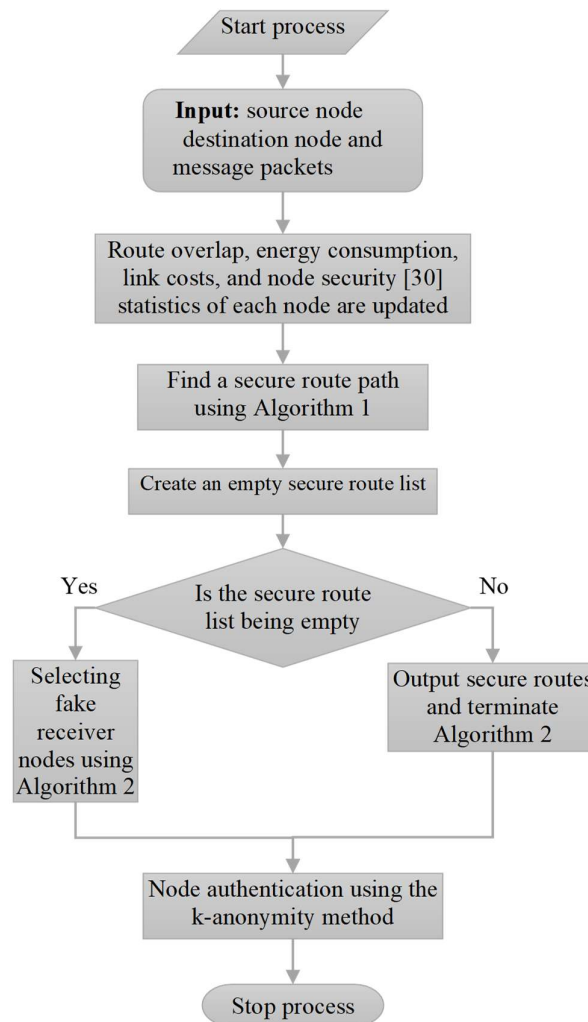 Start process
Input: source node
destination node and
message packets
Route overlap, energy consumption,
link costs, and node security [30]
statistics of each node are updated
Find a secure route path
using Algorithm 1
Create an empty secure route list
Yes
Is the secure route
list being empty
No
Selecting
fake
receiver
nodes using
Algorithm 2
Output secure routes
and terminate
Algorithm 2
Node authentication using the
k-anonymity method
Stop process